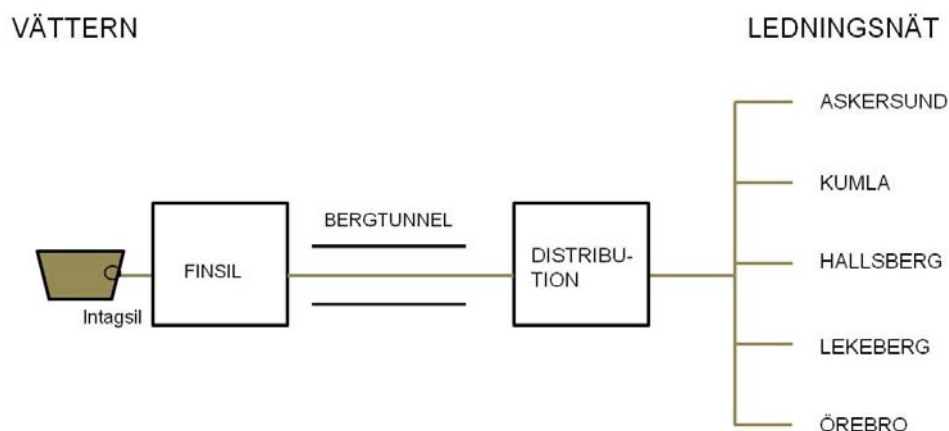 VÄTTERN
LEDNINGSNÄT
ASKERSUND
KUMLA
BERGTUNNEL
FINSIL
DISTRIBU-
TION
HALLSBERG
Intagsil
LEKEBERG
ÖREBRO